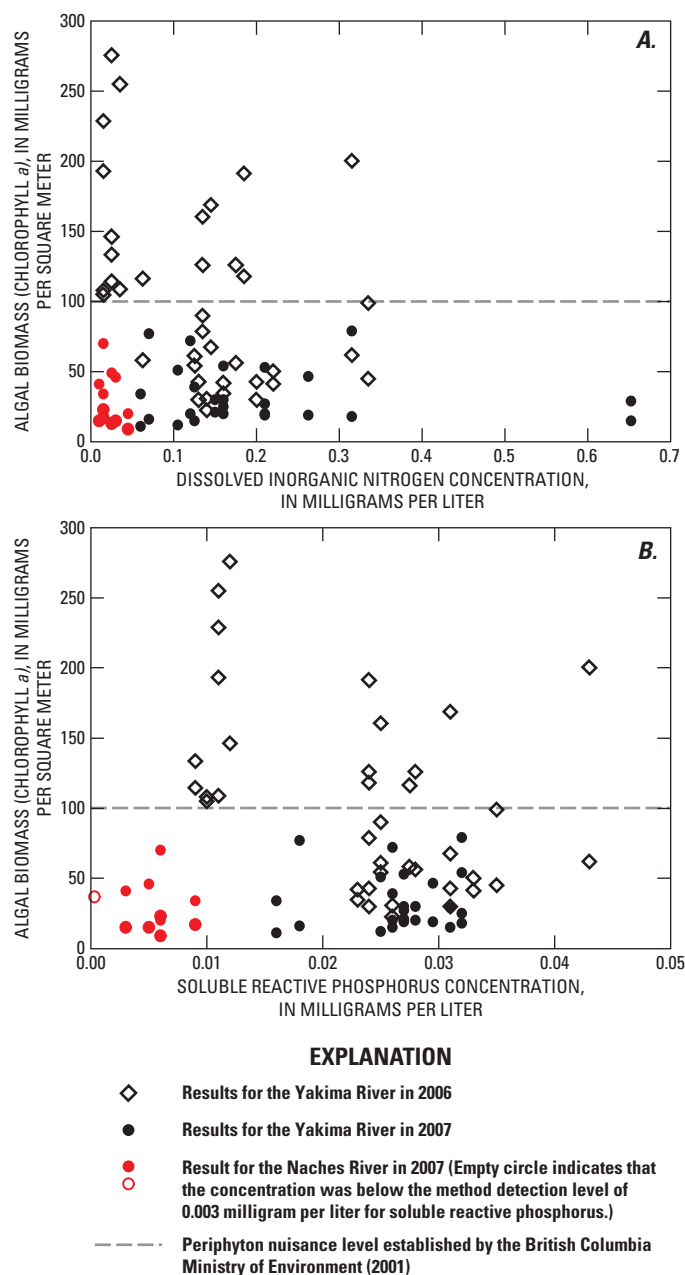 A.
300
250
200
150
100
50
0
ALGAL BIOMASS (CHLOROPHYLL a), IN MILLIGRAMS
PER SQUARE METER
0.0 0.1 0.2 0.3 0.4 0.5 0.6 0.7
DISSOLVED INORGANIC NITROGEN CONCENTRATION,
IN MILLIGRAMS PER LITER
B.
300
250
200
150
100
50
0
ALGAL BIOMASS (CHLOROPHYLL a), IN MILLIGRAMS
PER SQUARE METER
0.00 0.01 0.02 0.03 0.04 0.05
SOLUBLE REACTIVE PHOSPHORUS CONCENTRATION,
IN MILLIGRAMS PER LITER
EXPLANATION
Results for the Yakima River in 2006
Results for the Yakima River in 2007
Result for the Naches River in 2007 (Empty circle indicates that
the concentration was below the method detection level of
0.003 milligram per liter for soluble reactive phosphorus.)
Periphyton nuisance level established by the British Columbia
Ministry of Environment (2001)